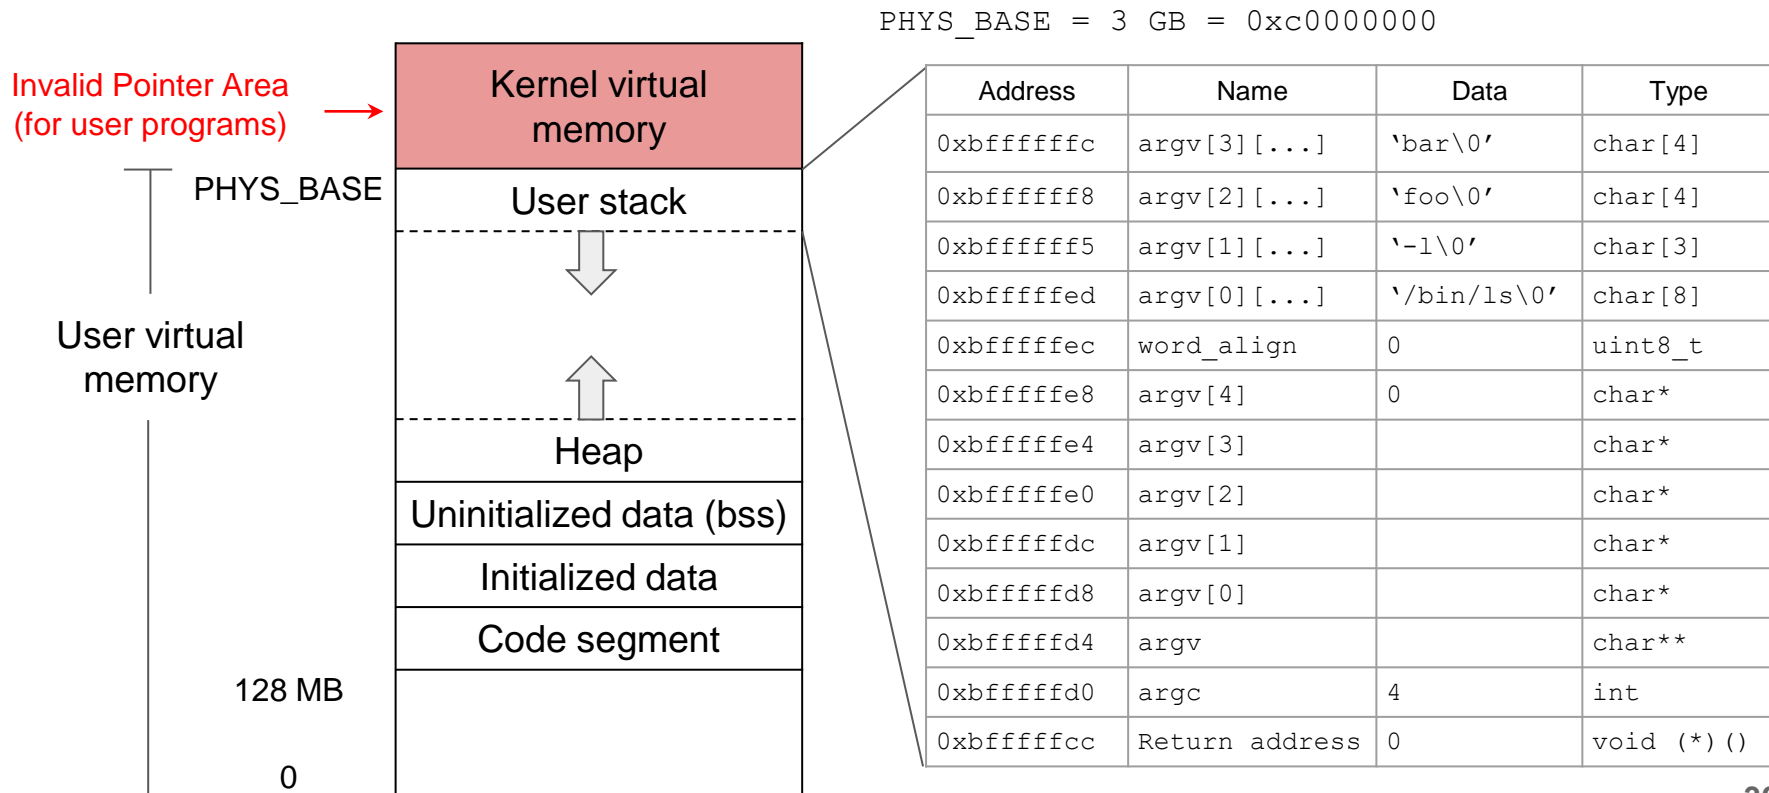 PHYS_BASE = 3 GB = 0xc0000000
Invalid Pointer Area
(for user programs)
Kernel virtual
memory
PHYS_BASE
User stack
User virtual
memory
Heap
Uninitialized data (bss)
Initialized data
Code segment
128 MB
0
Address Name Data Type
0xbffffffc argv[3][...] ‘bar\0’ char[4]
0xbffffff8 argv[2][...] ‘foo\0’ char[4]
0xbffffff5 argv[1][...] ‘-l\0’ char[3]
0xbfffffed argv[0][...] ‘/bin/ls\0’ char[8]
0xbfffffec word_align 0 uint8_t
0xbfffffe8 argv[4] 0 char*
0xbfffffe4 argv[3] char*
0xbfffffe0 argv[2] char*
0xbfffffdc argv[1] char*
0xbfffffd8 argv[0] char*
0xbfffffd4 argv char**
0xbfffffd0 argc 4 int
0xbfffffcc Return address 0 void (*)()